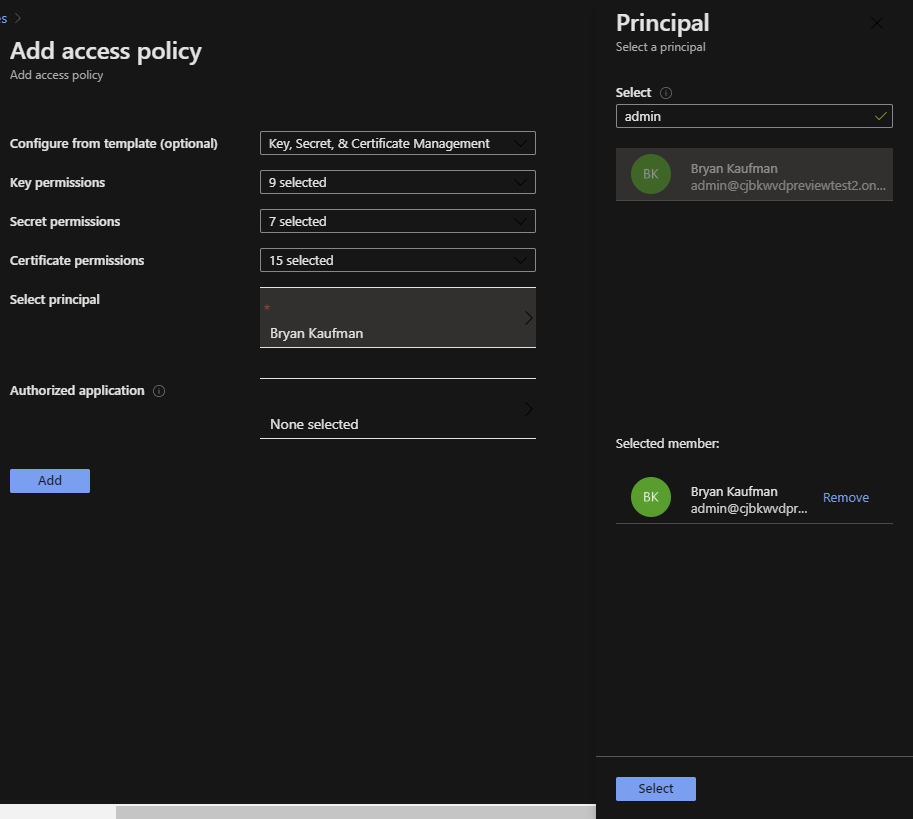 es >
Add access policy
Add access policy
Configure from template (optional)
Key, Secret, & Certificate Management
Key permissions
9 selected
Secret permissions
7 selected
Certificate permissions
15 selected
Select principal
*
Bryan Kaufman
Authorized application
None selected
Add
Principal
Select a principal
Select
admin
BK
Bryan Kaufman
admin@cjbkwvdpreviewtest2.on...
Selected member:
BK
Bryan Kaufman
admin@cjbkwvdpr...
Remove
Select